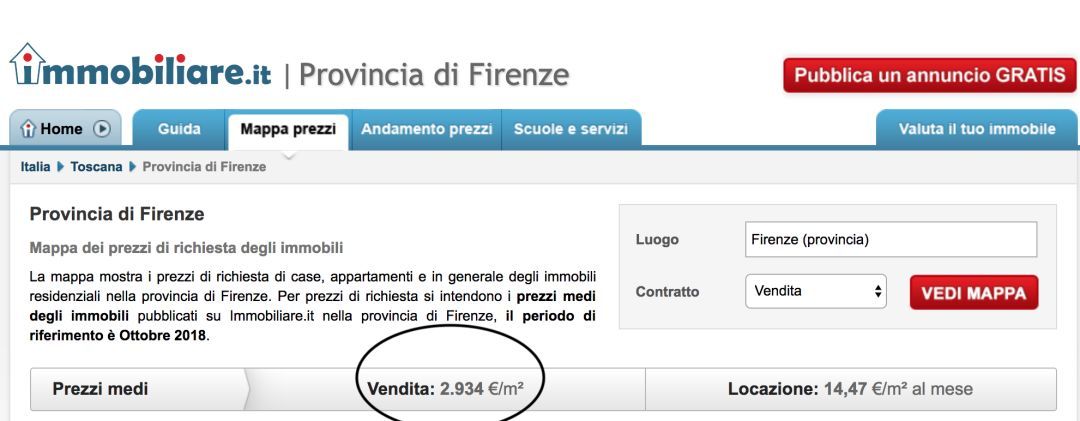 immobiliare.it | Provincia di Firenze
Pubblica un annuncio GRATIS
Home
Guida
Mappa prezzi
Andamento prezzi
Scuole e servizi
Valuta il tuo immobile
Italia Toscana Provincia di Firenze
Provincia di Firenze
Mappa dei prezzi di richiesta degli immobili
La mappa mostra i prezzi di richiesta di case, appartamenti e in generale degli immobili
residenziali nella provincia di Firenze. Per prezzi di richiesta si intendono i prezzi medi
degli immobili pubblicati su Immobiliare.it nella provincia di Firenze, il periodo di
riferimento è Ottobre 2018.
Luogo
Firenze (provincia)
Contratto
Vendita
VEDI MAPPA
Prezzi medi
Vendita: 2.934 €/m²
Locazione: 14,47 €/m² al mese